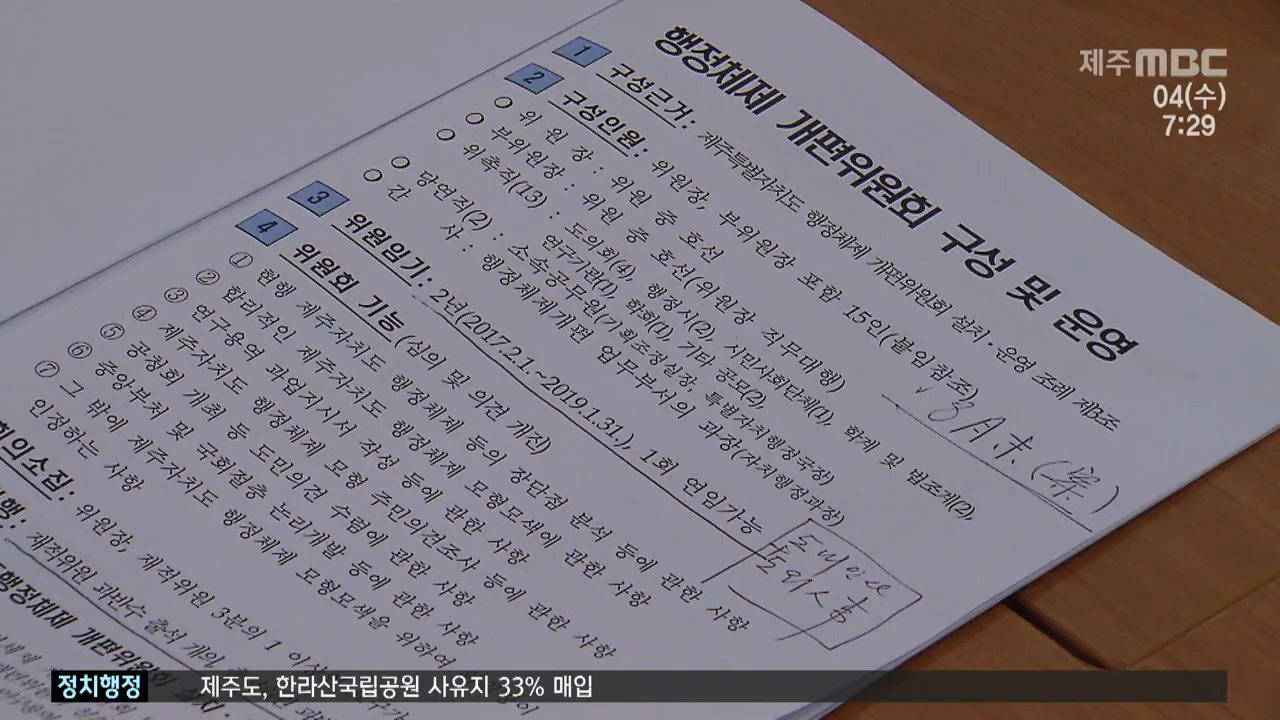 제주MBC
04(수)
7:29
행정체제 개편위원회 구성 및 운영
1 구성근거: 제주특별자치도 행정체제 개편위원회 설치·운영 조례 제3조
2 구성인원: 위원장, 부위원장 포함 15인(붙임참조)
○ 위 원 장 : 위원 중 호선
○ 부위원장 : 위원 중 호선(위원장 직무대행)
○ 위촉직(13) : 도의회(4), 행정시(2), 시민사회단체(1), 학계 및 법조계(2),
연구기관(1), 학회(1), 기타 공모(2),
○ 당연직(2) : 소속공무원(기획조정실장, 특별자치행정국장)
○ 간 사 : 행정체제개편 업무부서의 과장(자치행정과장)
3 위원임기: 2년(2017.2.1.~2019.1.31.), 1회 연임가능
4 위원회 기능(심의 및 의견 개진)
① 현행 제주자치도 행정체제 등의 장단점 분석 등에 관한 사항
② 합리적인 제주자치도 행정체제 모형모색에 관한 사항
③ 연구용역 과업지시서 작성 등에 관한 사항
④ 제주자치도 행정체제 모형 주민의견조사 등에 관한 사항
⑤ 공청회 개최 등 도민의견 수렴에 관한 사항
⑥ 중앙부처 및 국회절충 논리개발 등에 관한 사항
⑦ 그 밖에 제주자치도 행정체제 모형모색을 위하여
인정하는 사항
회의소집: 위원장, 재적위원 3분의 1 이상
행: 재적위원 과반수 출석 개의,
행정체제 개편위원회
정치행정 제주도, 한라산국립공원 사유지 33% 매입